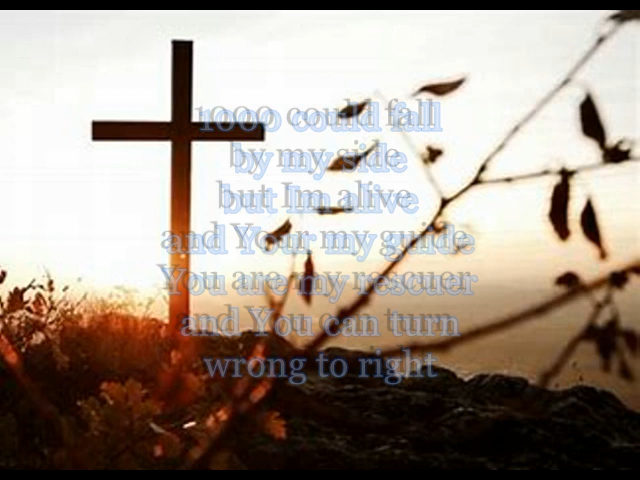 1000 could fall
by my side
but Im alive
and Your my guide
You are my rescuer
and You can turn
wrong to right